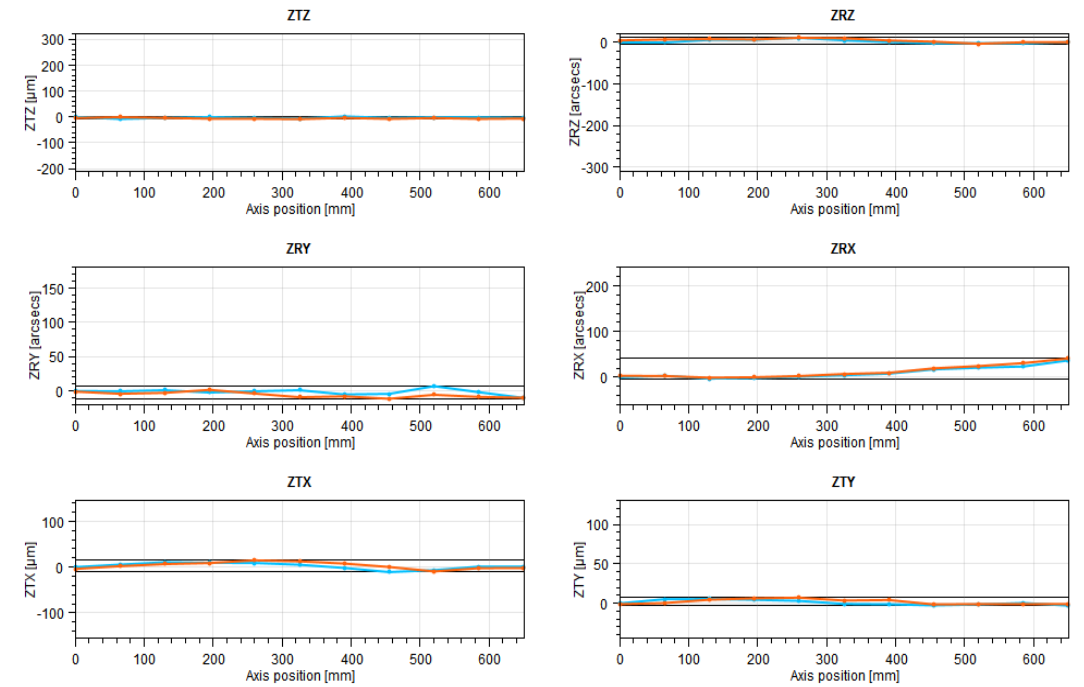 ZTZ
ZTZ [µm]
300
200
100
0
-100
-200
0 100 200 300 400 500 600
Axis position [mm]
ZRZ
ZRZ [arcsecs]
0
-100
-200
-300
0 100 200 300 400 500 600
Axis position [mm]
ZRY
ZRY [arcsecs]
150
100
50
0
0 100 200 300 400 500 600
Axis position [mm]
ZRX
ZRX [arcsecs]
200
100
0
0 100 200 300 400 500 600
Axis position [mm]
ZTX
ZTX [µm]
100
0
-100
0 100 200 300 400 500 600
Axis position [mm]
ZTY
ZTY [µm]
100
50
0
0 100 200 300 400 500 600
Axis position [mm]